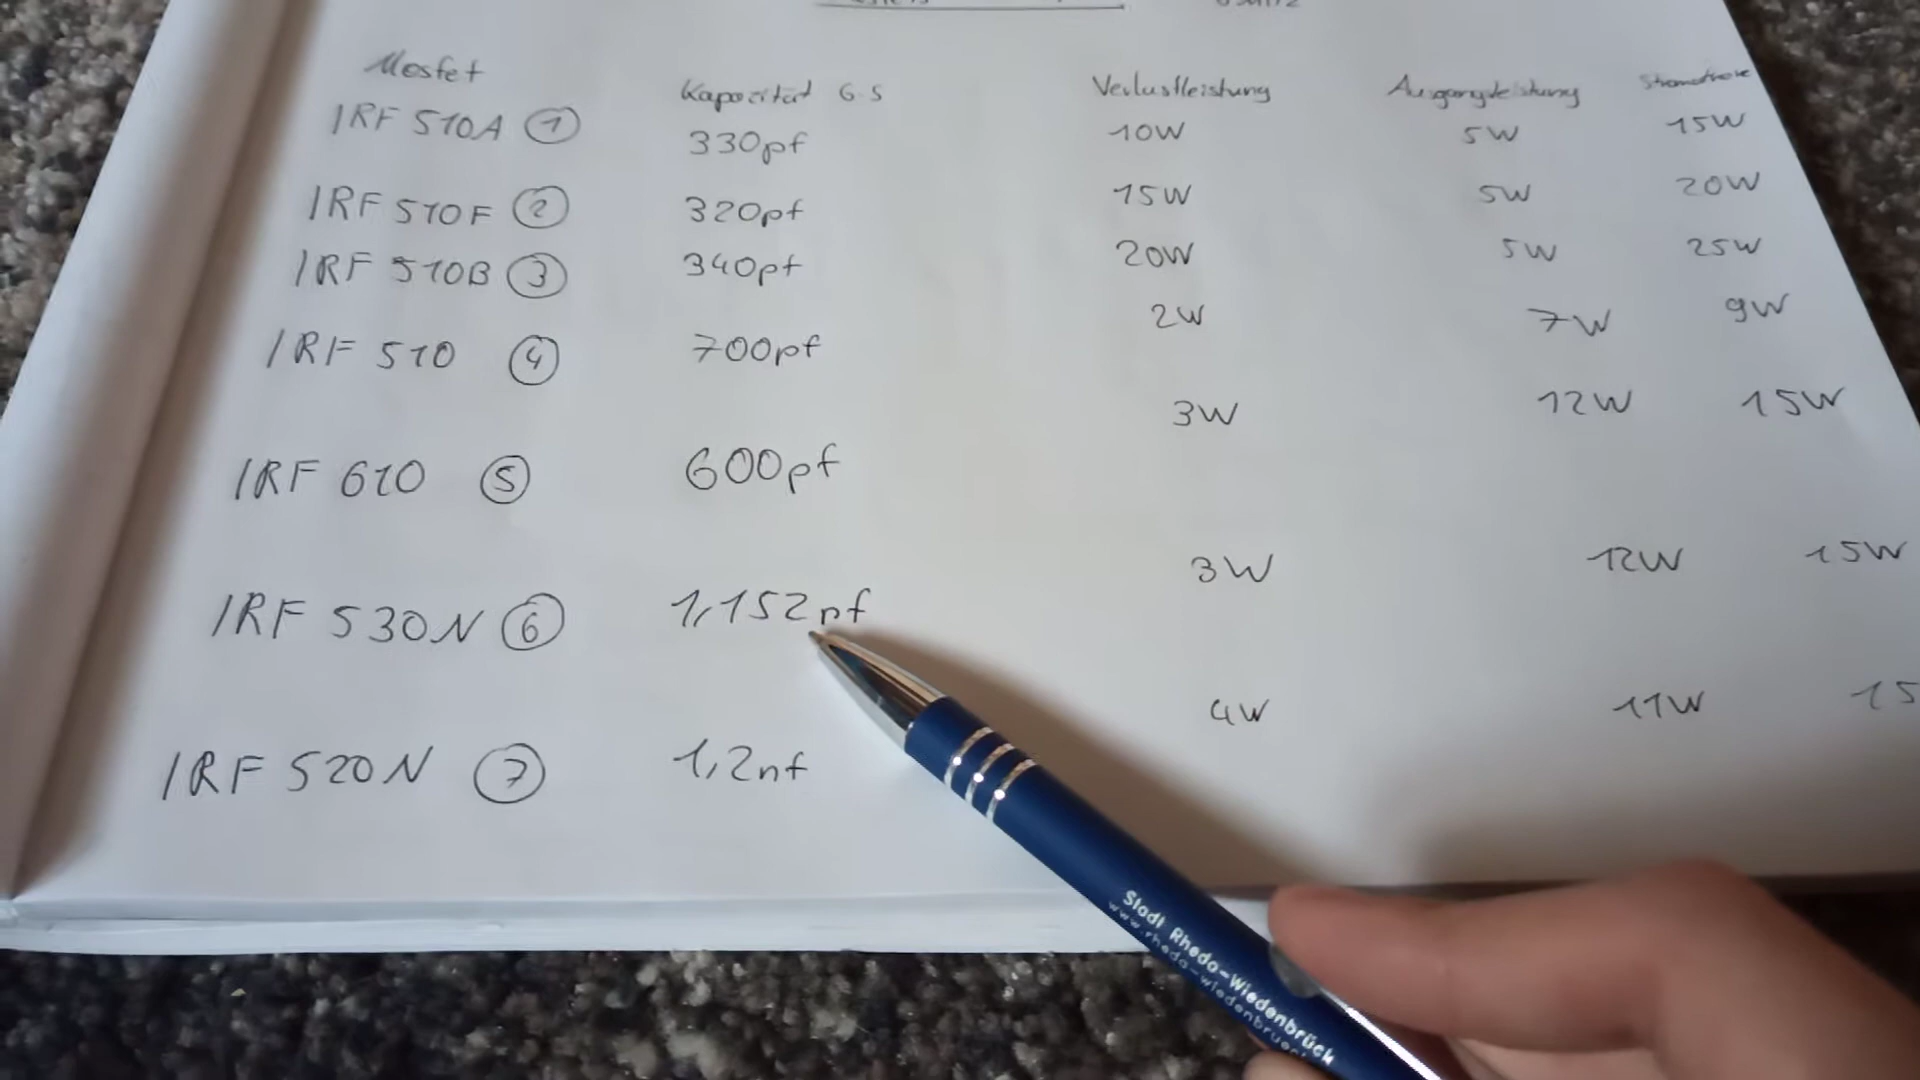 Mosfet Kapazität G.S Verlustleistung Ausgangsleistung
IRF 510A ① 330pf 10W 5W 15W
IRF 510F ② 320pf 15W 5W 20W
IRF 510B ③ 340pf 20W 5W 25W
IRF 510 ④ 700pf 2W 7W 9W
IRF 610 ⑤ 600pf 3W 12W 15W
IRF 530N ⑥ 1,152nf 3W 12W 15W
IRF 520N ⑦ 1,2nf 4W 11W 15
Stadt Rheda-Wiedenbrück
www.rheda-wiedenbrueck